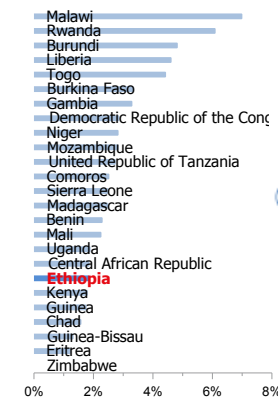 Malawi
Rwanda
Burundi
Liberia
Togo
Burkina Faso
Gambia
Democratic Republic of the Cong
Niger
Mozambique
United Republic of Tanzania
Comoros
Sierra Leone
Madagascar
Benin
Mali
Uganda
Central African Republic
Ethiopia
Kenya
Guinea
Chad
Guinea-Bissau
Eritrea
Zimbabwe
0% 2% 4% 6% 8%